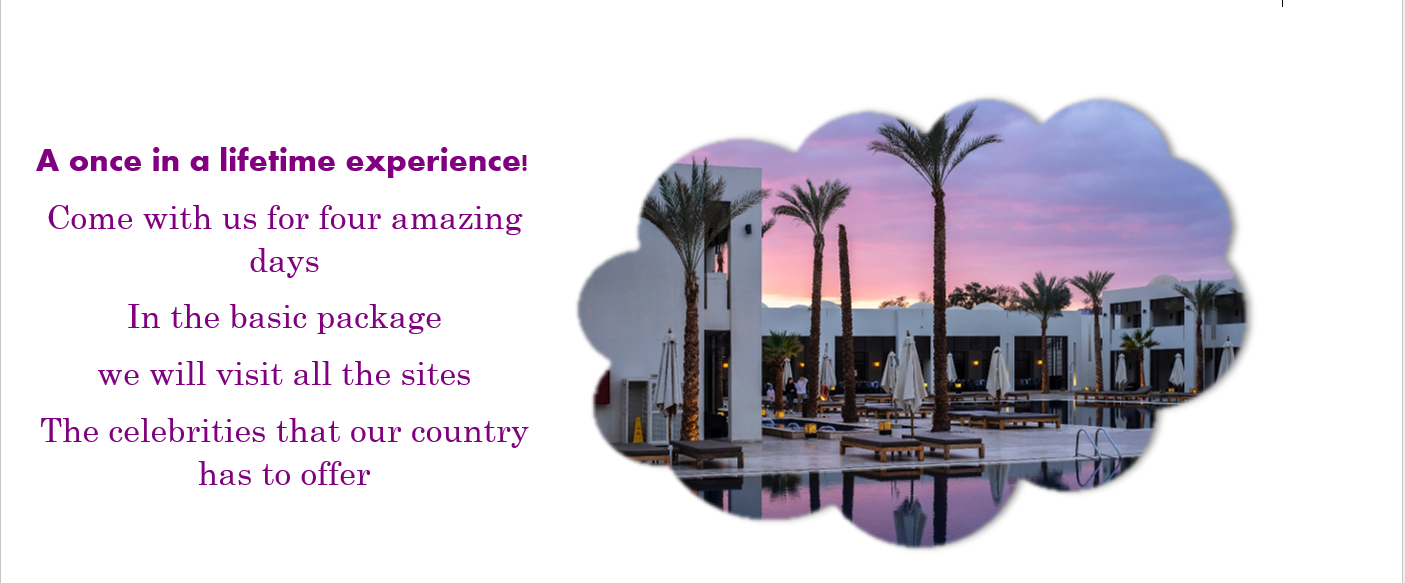 A once in a lifetime experience!
Come with us for four amazing
days
In the basic package
we will visit all the sites
The celebrities that our country
has to offer